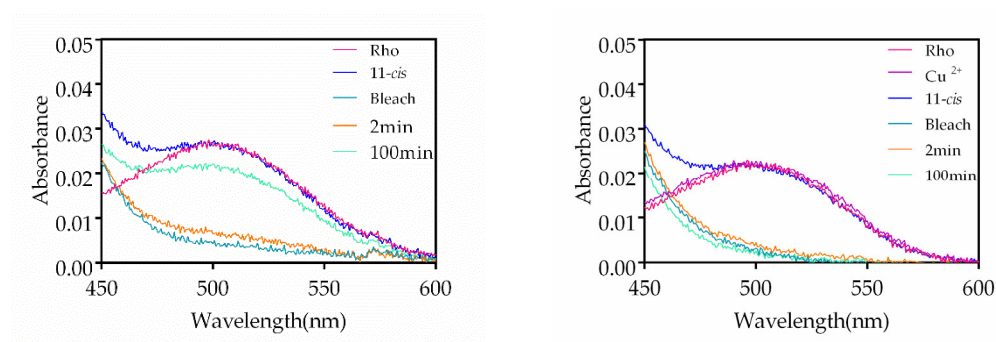 0.05
0.04
0.03
0.02
0.01
0.00
Absorbance
450
500
550
600
Wavelength(nm)
Rho
11-cis
Bleach
2min
100min
0.05
0.04
0.03
0.02
0.01
0.00
Absorbance
450
500
550
600
Wavelength(nm)
Rho
Cu 2+
11-cis
Bleach
2min
100min